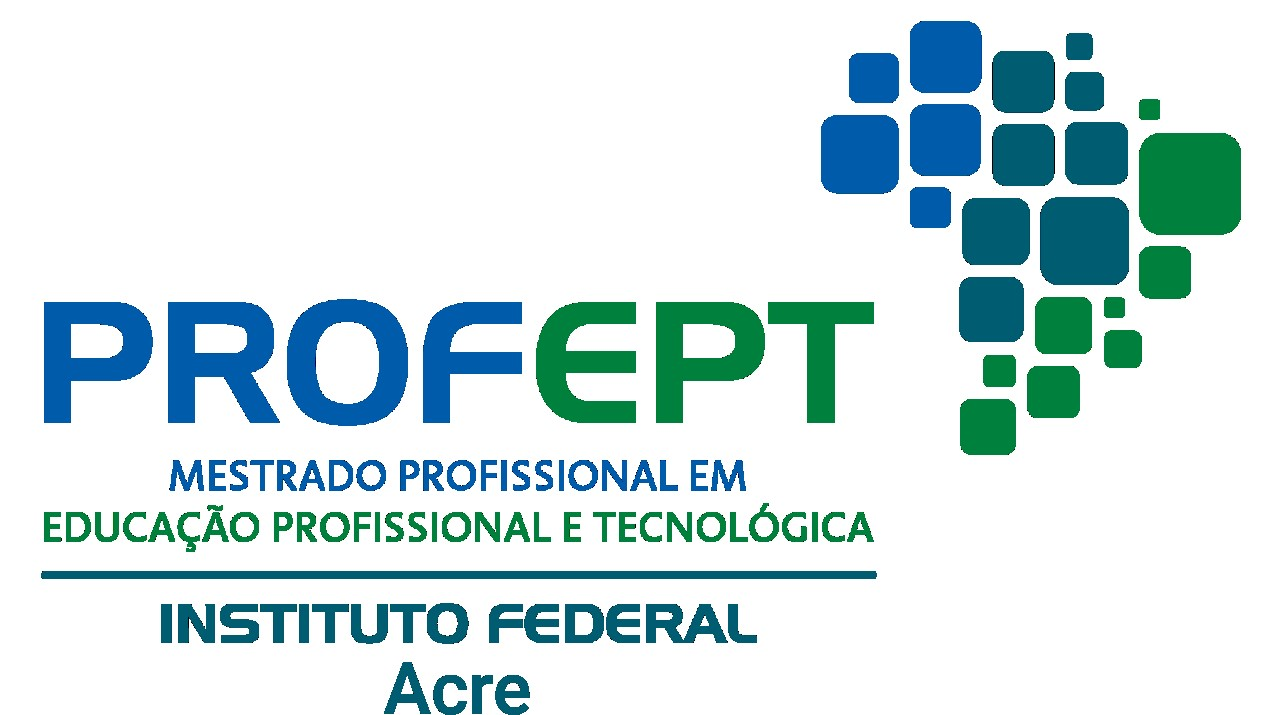 PROFEPT
MESTRADO PROFISSIONAL EM
EDUCAÇÃO PROFISSIONAL E TECNOLÓGICA
INSTITUTO FEDERAL
Acre